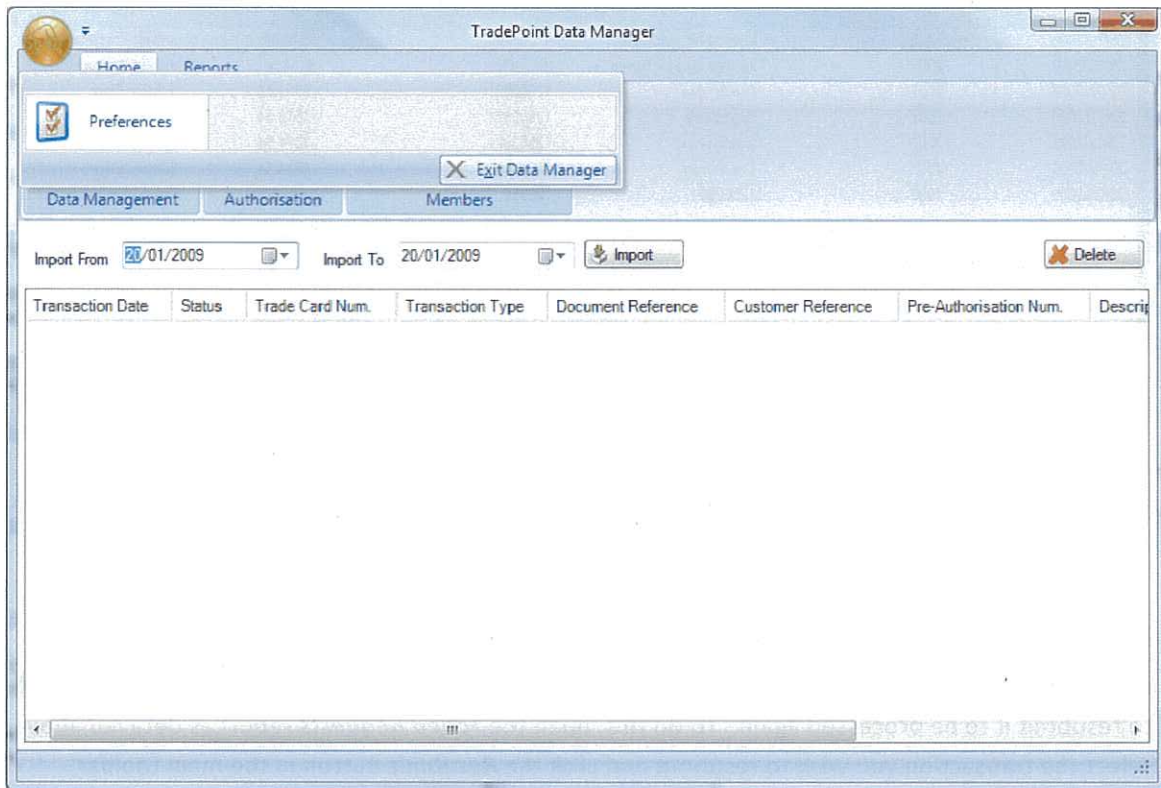 TradePoint Data Manager
Home Reports
Preferences
Exit Data Manager
Data Management Authorisation Members
Import From 20/01/2009 Import To 20/01/2009 Import Delete
Transaction Date Status Trade Card Num. Transaction Type Document Reference Customer Reference Pre-Authorisation Num. Descrip